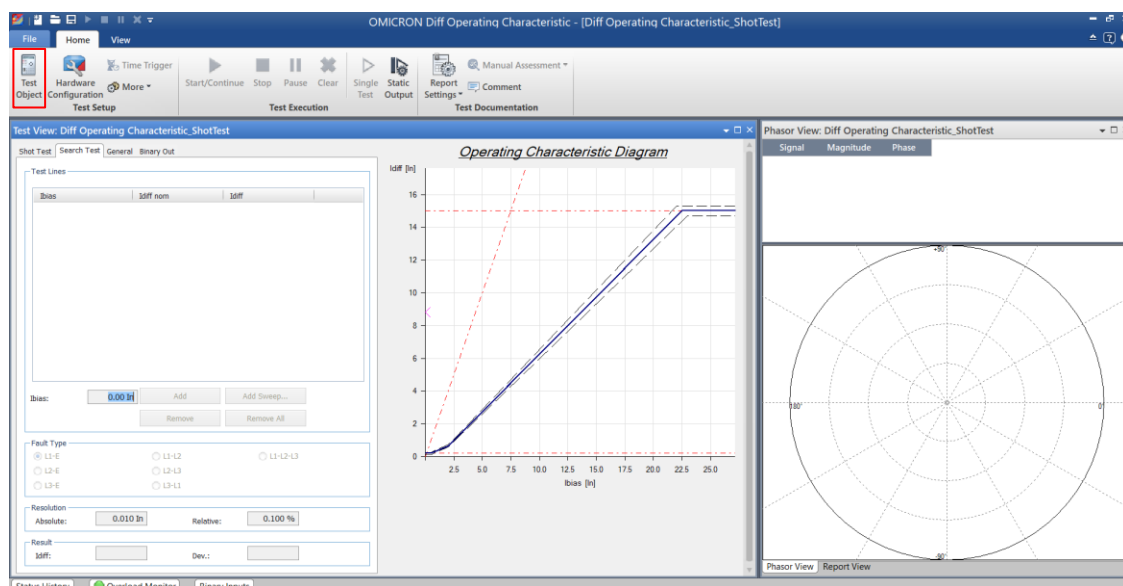 OMICRON Diff Operating Characteristic - [Diff Operating Characteristic_ShotTest]
File Home View
Test Object
Hardware Configuration
Time Trigger
More
Test Setup
Start/Continue Stop Pause Clear
Single Test
Static Output
Test Execution
Report Settings
Manual Assessment
Comment
Test Documentation
Test View: Diff Operating Characteristic_ShotTest
Shot Test Search Test General Binary Out
Test Lines
Ibias Idiff nom Idiff
Ibias: 0.00 In Add Add Sweep...
Remove Remove All
Fault Type
L1-E L1-L2 L1-L2-L3
L2-E L2-L3
L3-E L3-L1
Resolution
Absolute: 0.010 In Relative: 0.100 %
Result
Idiff: Dev.:
Operating Characteristic Diagram
Idiff [In]
16
14
12
10
8
6
4
2
0
2.5 5.0 7.5 10.0 12.5 15.0 17.5 20.0 22.5 25.0
Ibias [In]
Phasor View: Diff Operating Characteristic_ShotTest
Signal Magnitude Phase
+90°
180° 0°
-90°
Phasor View Report View
Status History Overload Monitor Binary Inputs